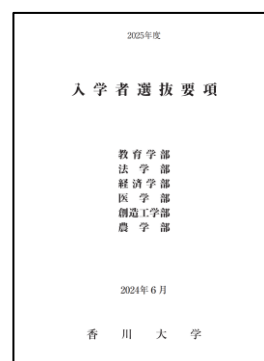 2025年度
入学者選抜要項
教育学部
法学部
経済学部
医学部
創造工学部
農学部
2024年6月
香川大学